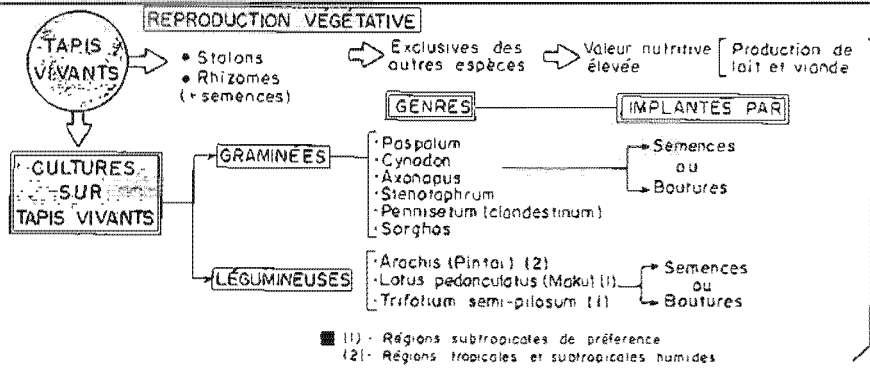 REPRODUCTION VÉGÉTATIVE
TAPIS
VIVANTS
• Stolons
• Rhizomes
(+ semences)
Exclusives des
autres espèces
Valeur nutritive
élevée
Production de
lait et viande
GENRES
IMPLANTÉS PAR
CULTURES
SUR
TAPIS VIVANTS
GRAMINÉES
• Paspalum
• Cynodon
• Axonapus
• Stenotaphrum
• Pennisetum (clandestinum)
• Sorghos
Semences
ou
Boutures
LÉGUMINEUSES
• Arachis (Pintoi) (2)
• Lotus pedonculatus (Maku) (1)
• Trifolium semi-pilosum (1)
Semences
ou
Boutures
(1) - Régions subtropicales de préference
(2) - Régions tropicales et subtropicales humides